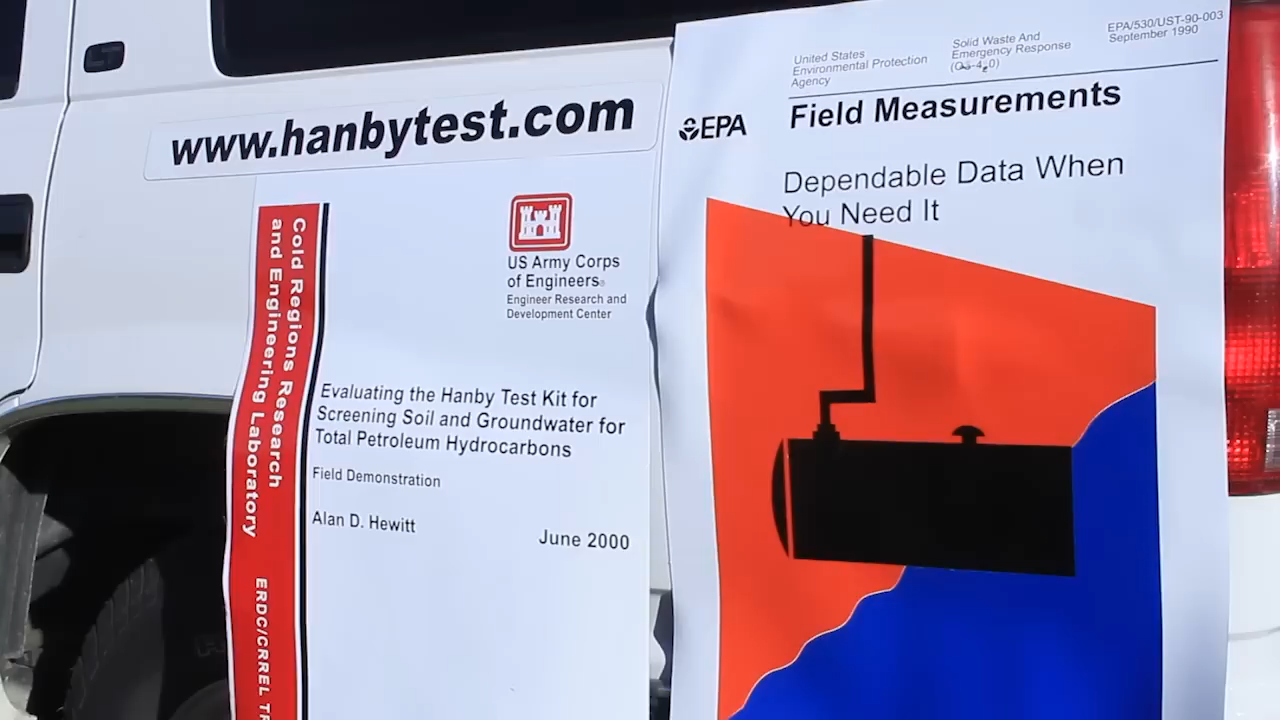 www.hanbytest.com
Cold Regions Research
and Engineering Laboratory
ERDC/CRREL
US Army Corps
of Engineers®
Engineer Research and
Development Center
Evaluating the Hanby Test Kit for
Screening Soil and Groundwater for
Total Petroleum Hydrocarbons
Field Demonstration
Alan D. Hewitt
June 2000
United States
Environmental Protection
Agency
Solid Waste And
Emergency Response
EPA/530/UST-90-003
September 1990
EPA
Field Measurements
Dependable Data When
You Need It